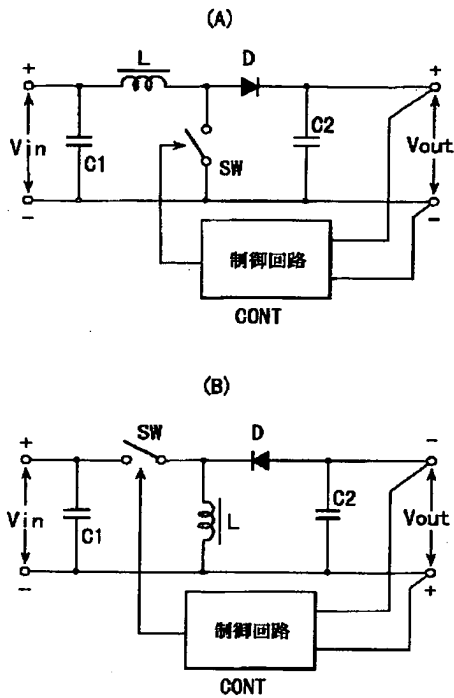 (A)
L
D
+
+
Vin
C1
SW
C2
Vout
-
-
制御回路
CONT
(B)
SW
D
+
-
Vin
C1
L
C2
Vout
-
+
制御回路
CONT